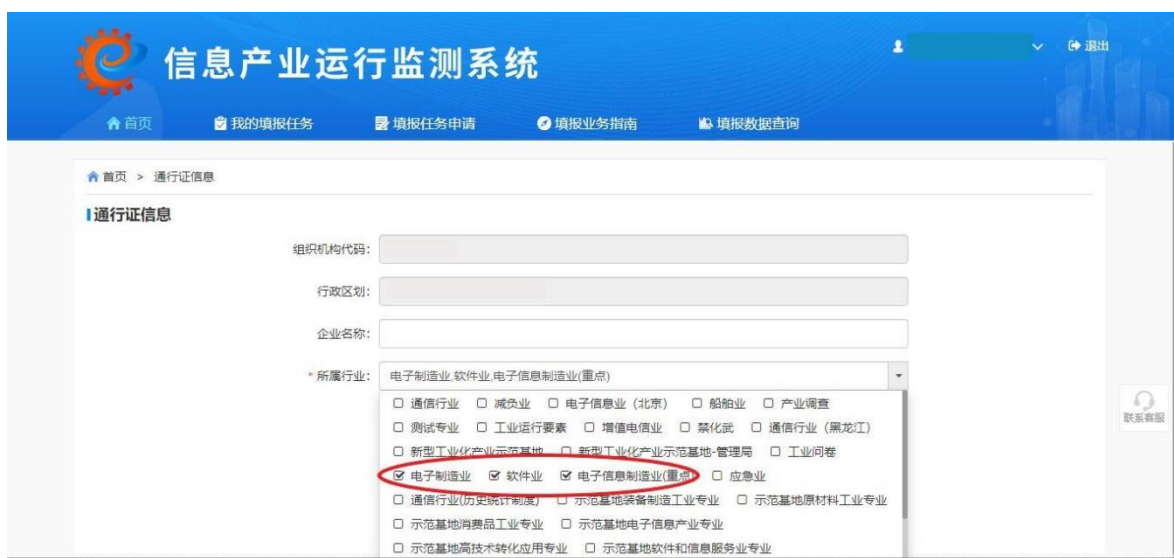 信息产业运行监测系统
退出
首页 我的填报任务 填报任务申请 填报业务指南 填报数据查询
首页 > 通行证信息
通行证信息
组织机构代码:
行政区划:
企业名称:
* 所属行业: 电子制造业,软件业,电子信息制造业(重点)
通信行业 减负业 电子信息业（北京） 船舶业 产业调查
测试专业 工业运行要素 增值电信业 禁化武 通信行业（黑龙江）
新型工业化产业示范基地 新型工业化产业示范基地-管理局 工业问卷
电子制造业 软件业 电子信息制造业(重点) 应急业
通信行业(历史统计制度) 示范基地装备制造工业专业 示范基地原材料工业专业
示范基地消费品工业专业 示范基地电子信息产业专业
示范基地高技术转化应用专业 示范基地软件和信息服务业专业
联系客服